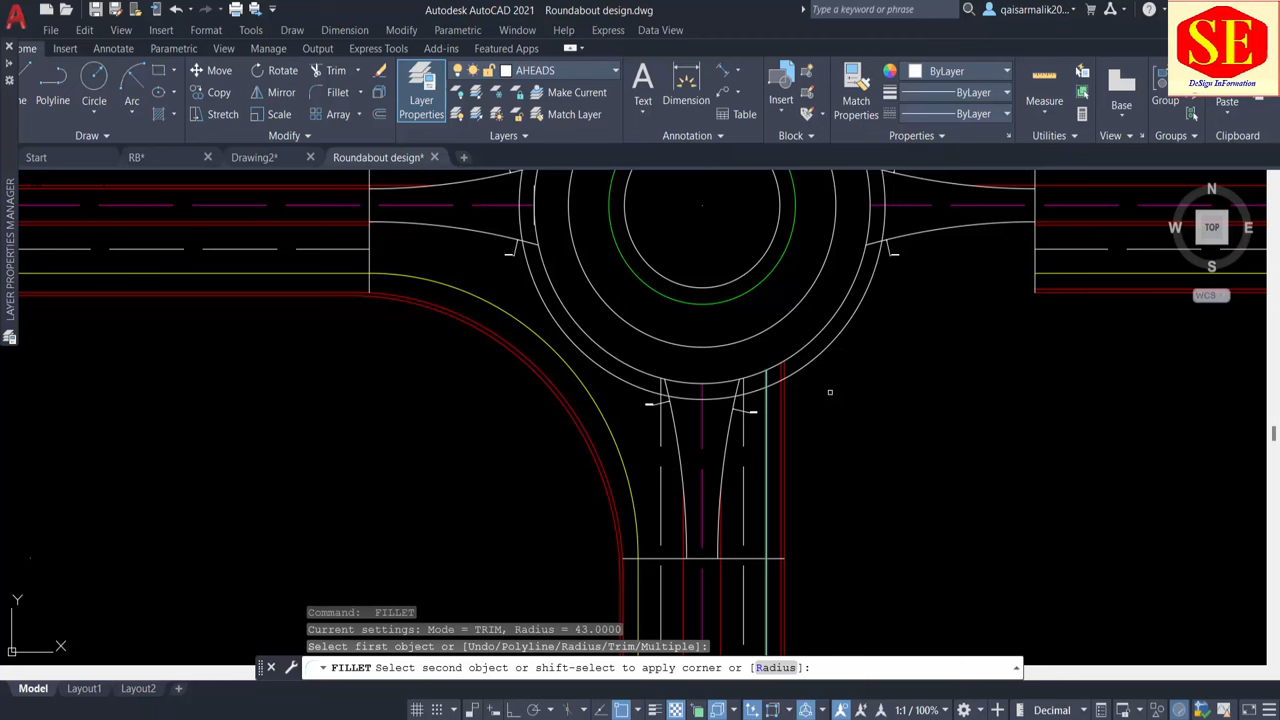 Autodesk AutoCAD 2021 Roundabout design.dwg
Type a keyword or phrase
qaisarmalik20...
File Edit View Insert Format Tools Draw Dimension Modify Parametric Window Help Express Data View
ome Insert Annotate Parametric View Manage Output Express Tools Add-ins Featured Apps
SE
DeSign InFormation
Polyline Circle Arc
Move Rotate Trim
Copy Mirror Fillet
Stretch Scale Array
Layer Properties
AHEADS
Make Current
Match Layer
Text Dimension Table
Insert
Match Properties
ByLayer
ByLayer
ByLayer
Measure
Base
Group
Paste
Draw Modify Layers Annotation Block Properties Utilities View Groups Clipboard
Start RB* Drawing2* Roundabout design*
LAYER PROPERTIES MANAGER
N
W TOP E
S
WCS
Y
X
Command: FILLET
Current settings: Mode = TRIM, Radius = 43.0000
Select first object or [Undo/Polyline/Radius/Trim/Multiple]:
FILLET Select second object or shift-select to apply corner or [Radius]:
Model Layout1 Layout2 +
1:1 / 100% Decimal